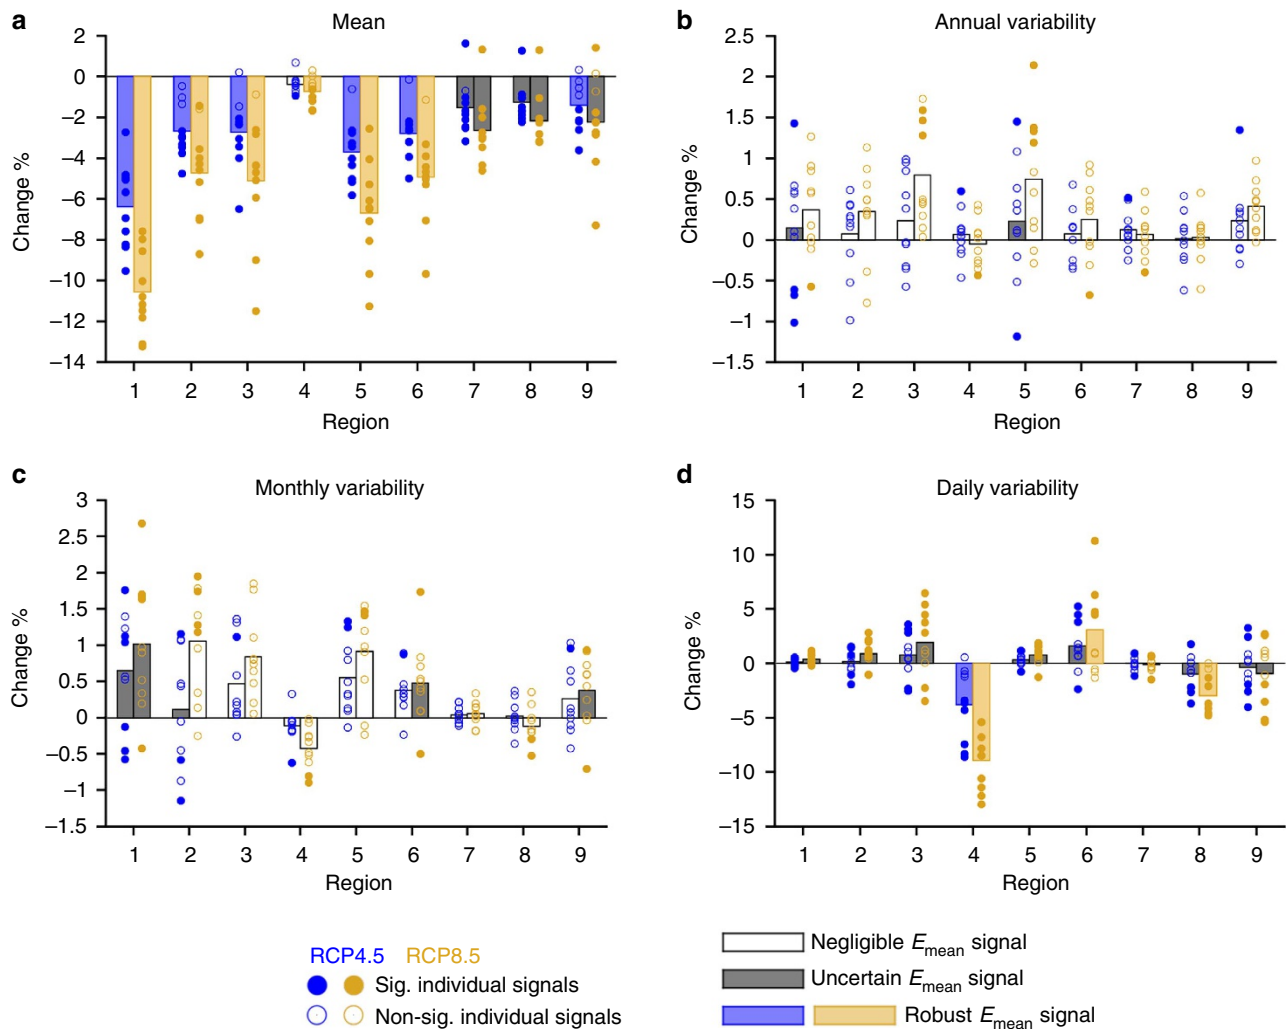 a
Mean
2
0
−2
−4
−6
−8
−10
−12
−14
Change %
1 2 3 4 5 6 7 8 9
Region
b
Annual variability
2.5
2
1.5
1
0.5
0
−0.5
−1
−1.5
Change %
1 2 3 4 5 6 7 8 9
Region
c
Monthly variability
3
2.5
2
1.5
1
0.5
0
−0.5
−1
−1.5
Change %
1 2 3 4 5 6 7 8 9
Region
d
Daily variability
15
10
5
0
−5
−10
−15
Change %
1 2 3 4 5 6 7 8 9
Region
RCP4.5 RCP8.5
Sig. individual signals
Non-sig. individual signals
Negligible Emean signal
Uncertain Emean signal
Robust Emean signal